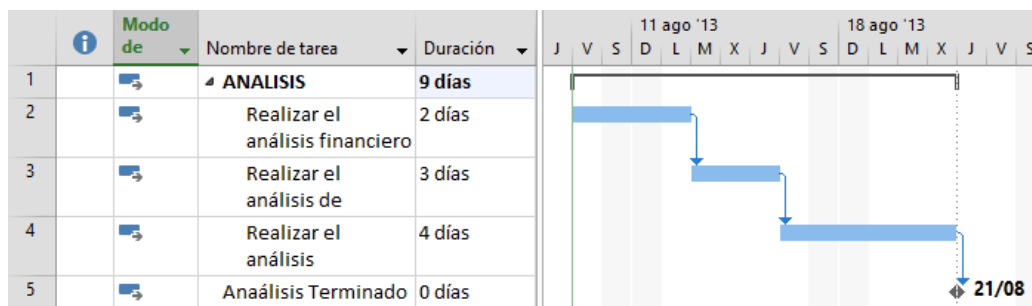 Modo de
Nombre de tarea
Duración
11 ago '13
18 ago '13
J V S D L M X J V S D L M X J V S
1
ANALISIS
9 días
2
Realizar el
análisis financiero
2 días
3
Realizar el
análisis de
3 días
4
Realizar el
análisis
4 días
5
Anaálisis Terminado
0 días
21/08